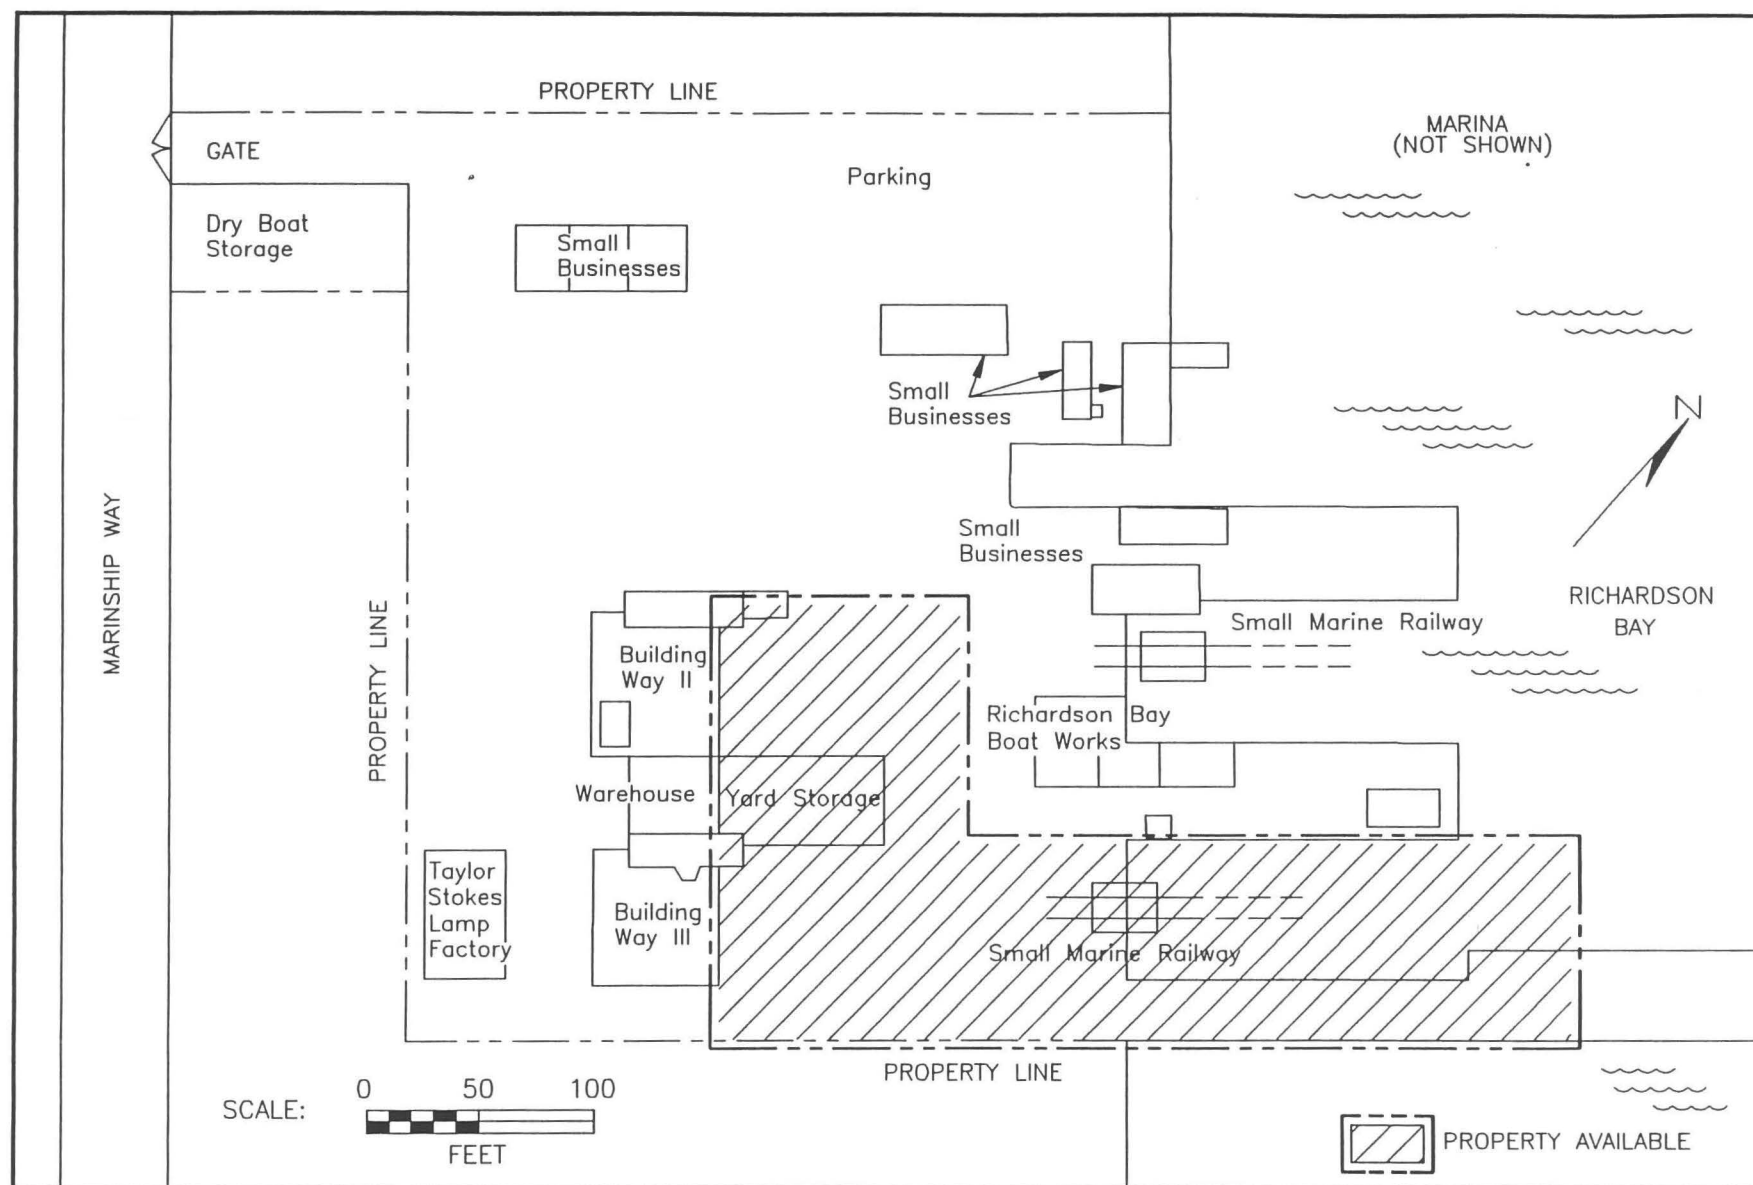 PROPERTY LINE
MARINA
(NOT SHOWN)
GATE
Parking
Dry Boat
Storage
Small
Businesses
Small
Businesses
N
MARINSHIP WAY
Small
Businesses
RICHARDSON
BAY
PROPERTY LINE
Small Marine Railway
Building
Way II
Richardson Bay
Boat Works
Warehouse
Yard Storage
Taylor
Stokes
Lamp
Factory
Building
Way III
Small Marine Railway
PROPERTY LINE
0 50 100
SCALE:
FEET
PROPERTY AVAILABLE